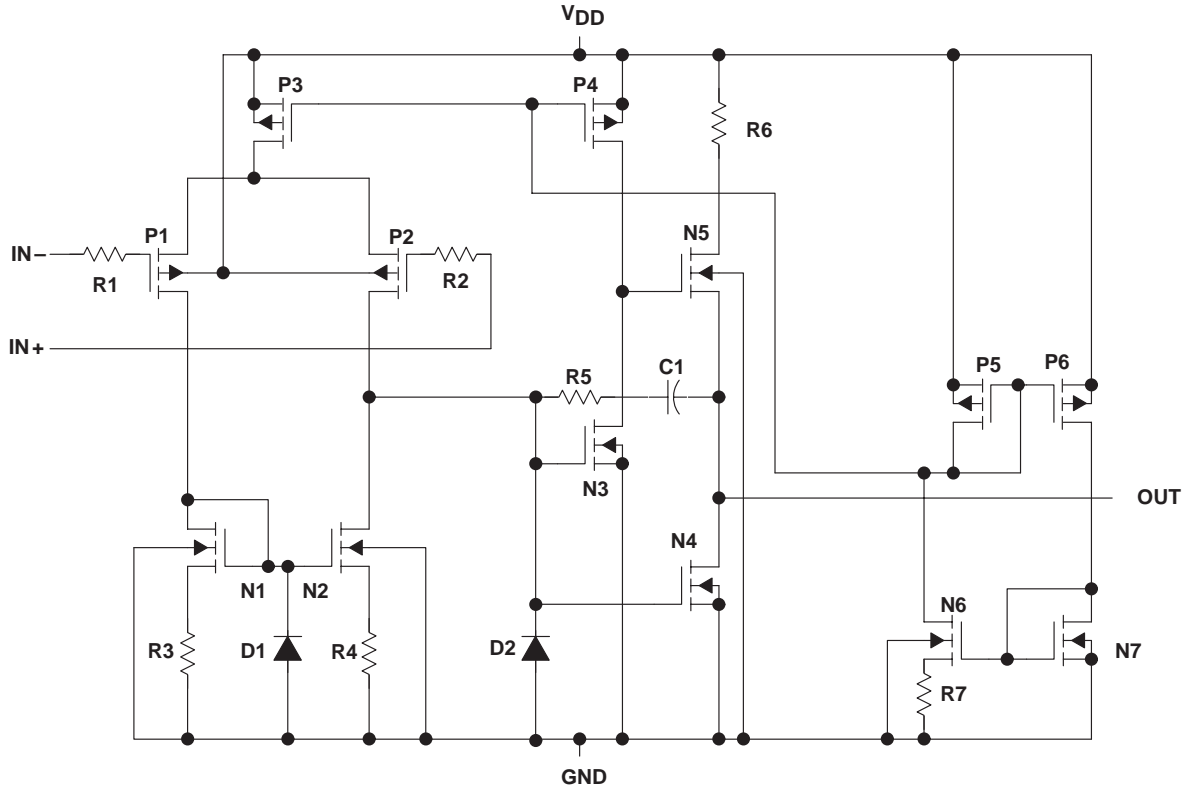 VDD
P3
P4
R6
IN−
P1
R1
P2
R2
N5
IN+
R5
C1
P5
P6
N3
OUT
N1
N2
N4
R3
D1
R4
D2
N6
N7
R7
GND